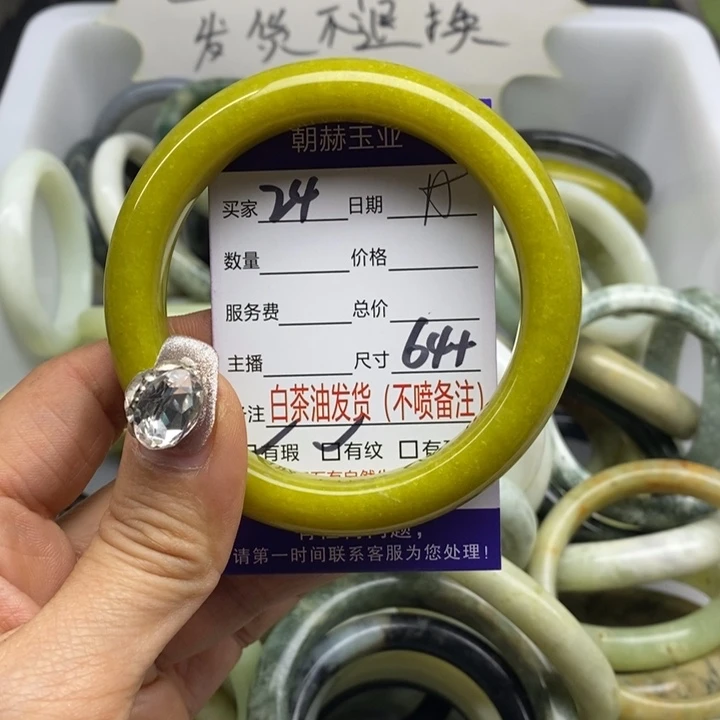 发货不退换
朝赫玉业
买家 24 日期
数量 价格
服务费 总价
主播 尺寸 64++
注 白茶油发货(不喷备注)
有瑕 有纹 有
请第一时间联系客服为您处理!